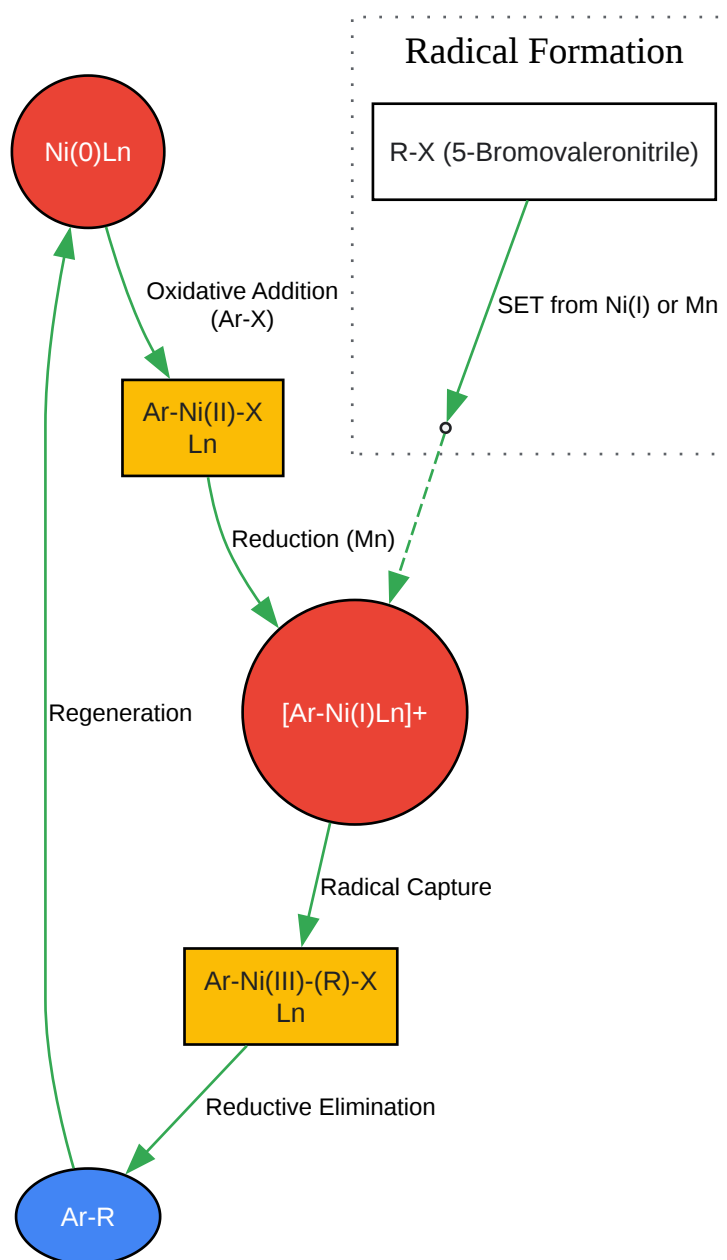 Radical Formation
Ni(0)Ln
R-X (5-Bromovaleronitrile)
Oxidative Addition
(Ar-X)
SET from Ni(I) or Mn
Ar-Ni(II)-X
Ln
Reduction (Mn)
[Ar-Ni(I)Ln]+
Regeneration
Radical Capture
Ar-Ni(III)-(R)-X
Ln
Reductive Elimination
Ar-R